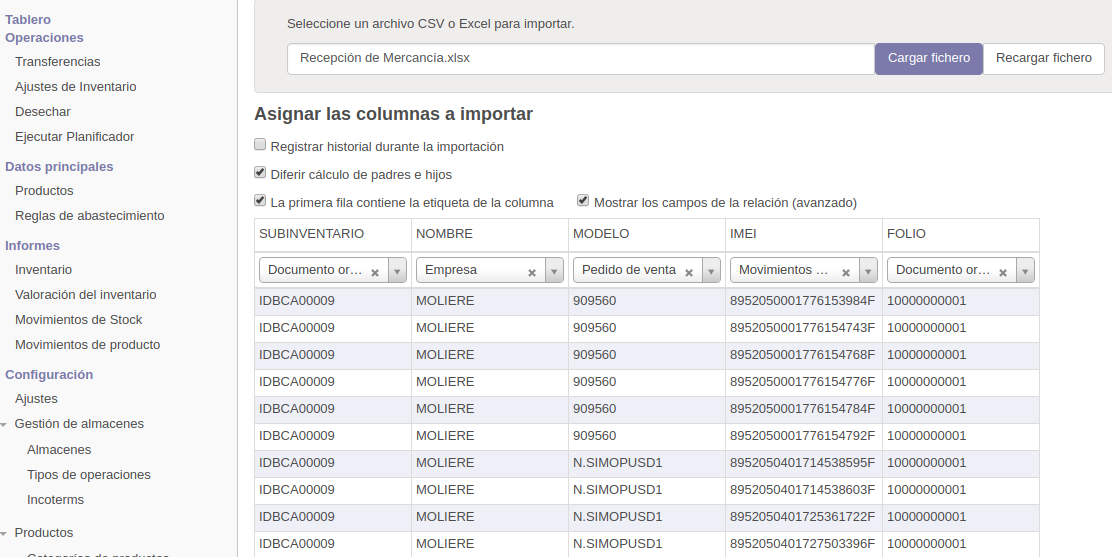 Tablero
Operaciones
Transferencias
Ajustes de Inventario
Desechar
Ejecutar Planificador
Datos principales
Productos
Reglas de abastecimiento
Informes
Inventario
Valoración del inventario
Movimientos de Stock
Movimientos de producto
Configuración
Ajustes
Gestión de almacenes
Almacenes
Tipos de operaciones
Incoterms
Productos
Categorías de productos
Seleccione un archivo CSV o Excel para importar.
Recepción de Mercancía.xlsx Cargar fichero Recargar fichero
Asignar las columnas a importar
Registrar historial durante la importación
Diferir cálculo de padres e hijos
La primera fila contiene la etiqueta de la columna Mostrar los campos de la relación (avanzado)
SUBINVENTARIO NOMBRE MODELO IMEI FOLIO
Documento or... Empresa Pedido de venta Movimientos ... Documento or...
IDBCA00009 MOLIERE 909560 8952050001776153984F 10000000001
IDBCA00009 MOLIERE 909560 8952050001776154743F 10000000001
IDBCA00009 MOLIERE 909560 8952050001776154768F 10000000001
IDBCA00009 MOLIERE 909560 8952050001776154776F 10000000001
IDBCA00009 MOLIERE 909560 8952050001776154784F 10000000001
IDBCA00009 MOLIERE 909560 8952050001776154792F 10000000001
IDBCA00009 MOLIERE N.SIMOPUSD1 8952050401714538595F 10000000001
IDBCA00009 MOLIERE N.SIMOPUSD1 8952050401714538603F 10000000001
IDBCA00009 MOLIERE N.SIMOPUSD1 8952050401725361722F 10000000001
IDBCA00009 MOLIERE N.SIMOPUSD1 8952050401727503396F 10000000001